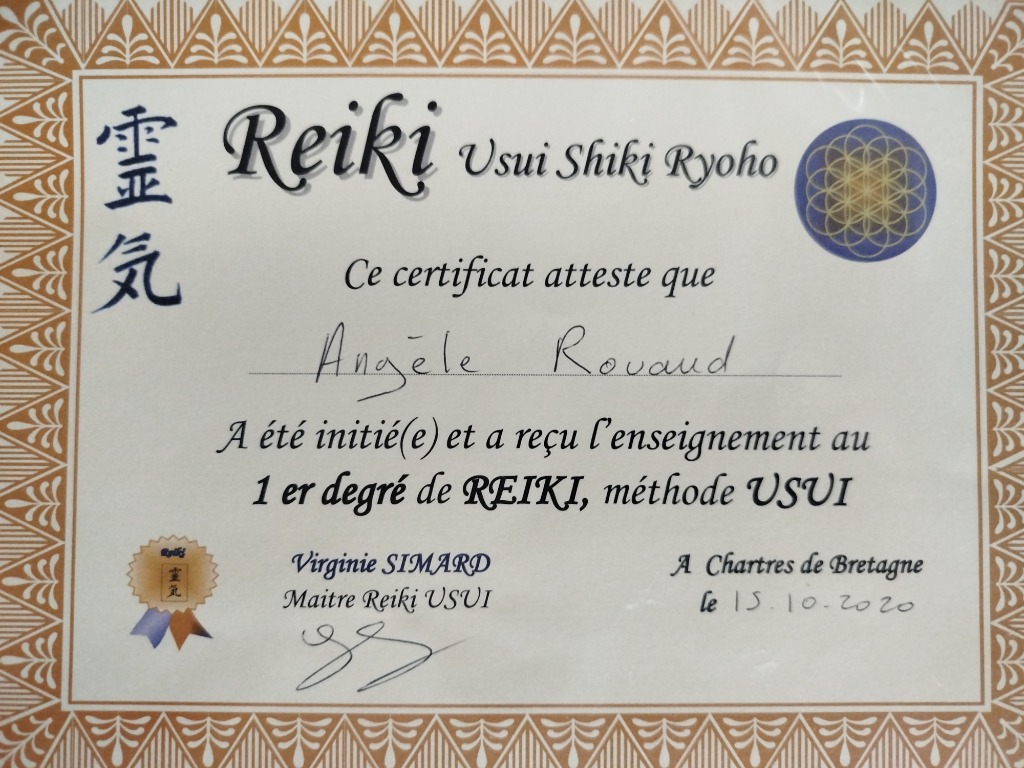 靈
気
Reiki Usui Shiki Ryoho
Ce certificat atteste que
Angèle Rouaud
A été initié(e) et a reçu l'enseignement au
1 er degré de REIKI, méthode USUI
Reiki
靈
気
Virginie SIMARD
Maitre Reiki USUI
A Chartres de Bretagne
le 15.10.2020